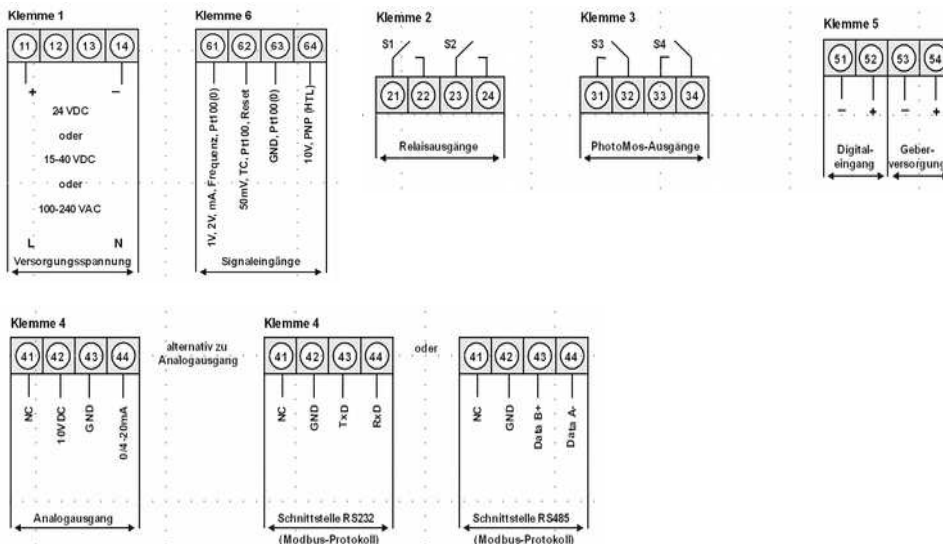 Klemme 1
11 12 13 14
+ −
24 VDC
oder
15-40 VDC
oder
100-240 VAC
L N
Versorgungsspannung
Klemme 6
61 62 63 64
1V, 2V, mA, Frequenz, Pt100(0)
50mV, TC, Pt100, Reset
GND, Pt100(0)
10V, PNP (HTL)
Signaleingänge
Klemme 2
S1 S2
21 22 23 24
Relaisausgänge
Klemme 3
S3 S4
31 32 33 34
PhotoMos-Ausgänge
Klemme 5
51 52 53 54
− + − +
Digital-
eingang
Geber-
versorgung
Klemme 4
41 42 43 44
NC
10VDC
GND
0/4-20mA
Analogausgang
alternativ zu
Analogausgang
Klemme 4
41 42 43 44
NC
GND
TxD
RxD
Schnittstelle RS232
(Modbus-Protokoll)
oder
41 42 43 44
NC
GND
Data B+
Data A-
Schnittstelle RS485
(Modbus-Protokoll)